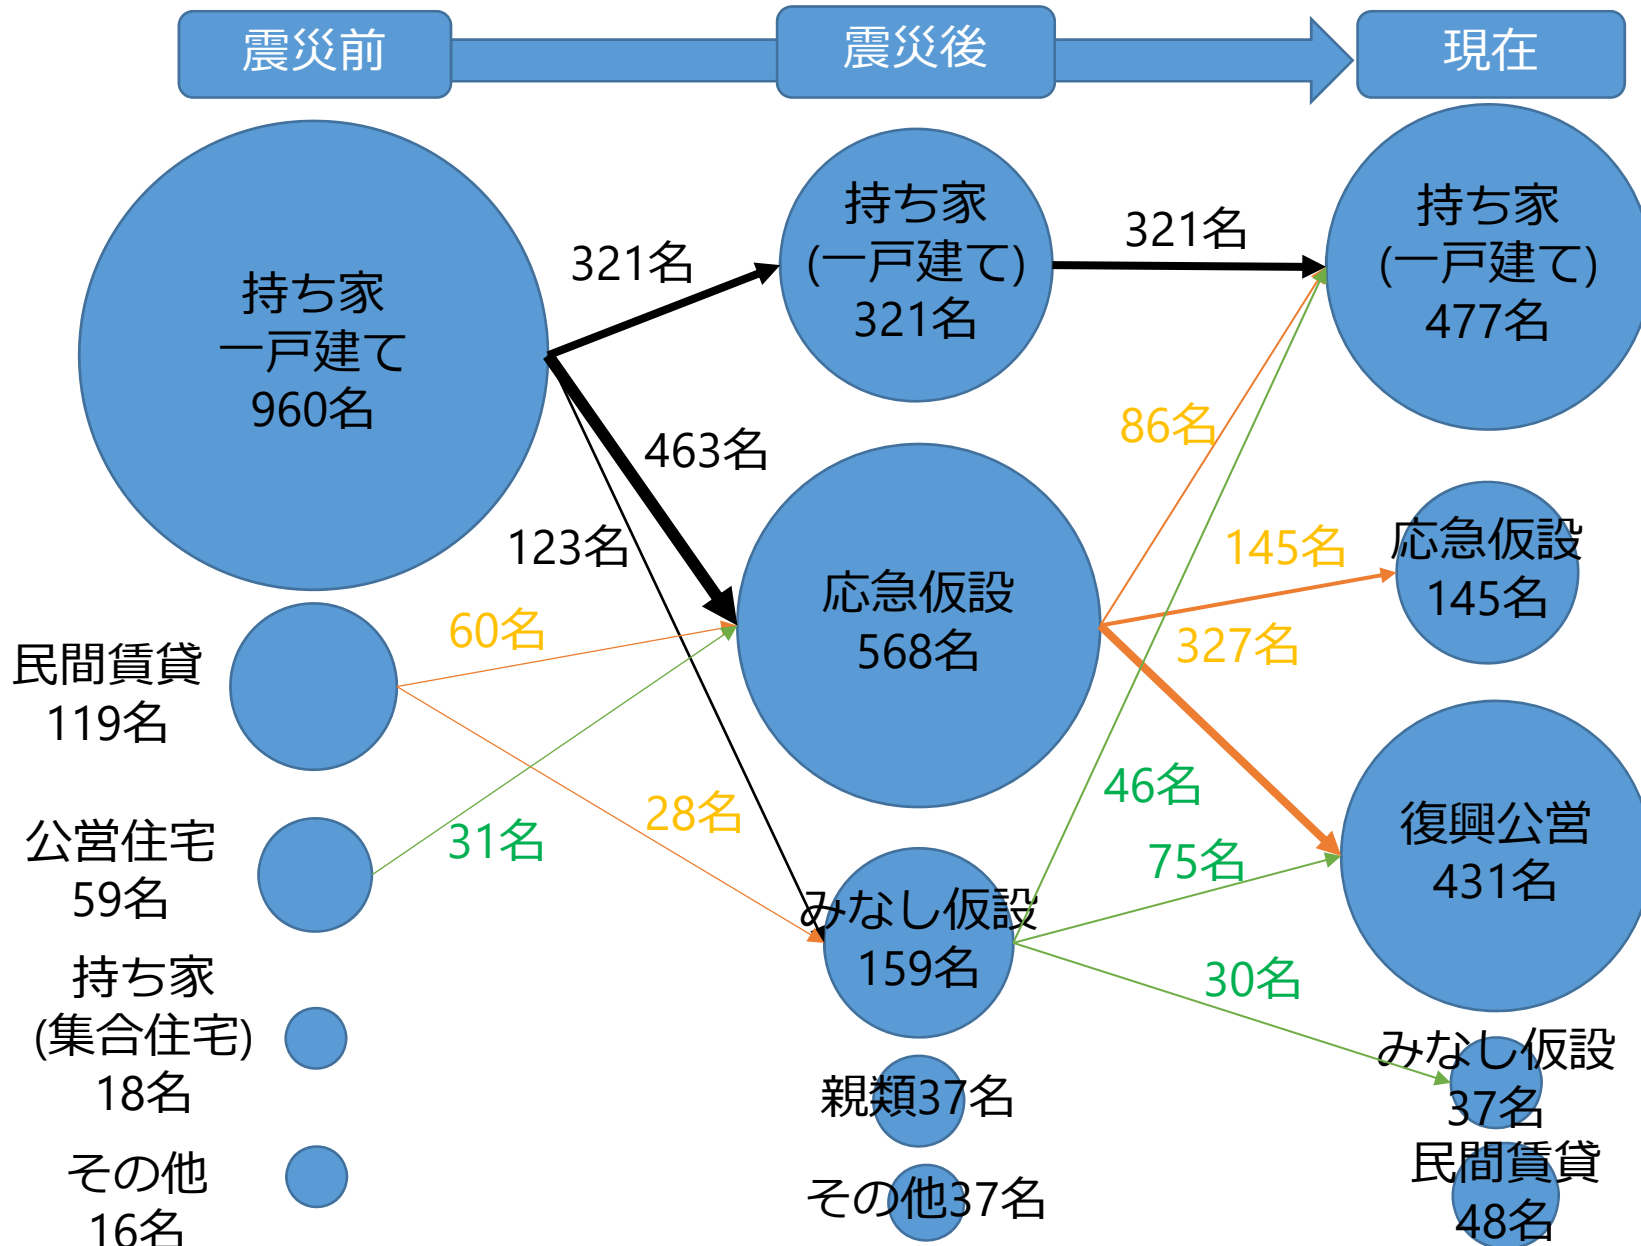 震災前
震災後
現在
持ち家
一戸建て
960名
民間賃貸
119名
公営住宅
59名
持ち家
(集合住宅)
18名
その他
16名
321名
463名
123名
60名
28名
31名
持ち家
(一戸建て)
321名
応急仮設
568名
みなし仮設
159名
親類37名
その他37名
321名
86名
145名
327名
46名
75名
30名
持ち家
(一戸建て)
477名
応急仮設
145名
復興公営
431名
みなし仮設
37名
民間賃貸
48名